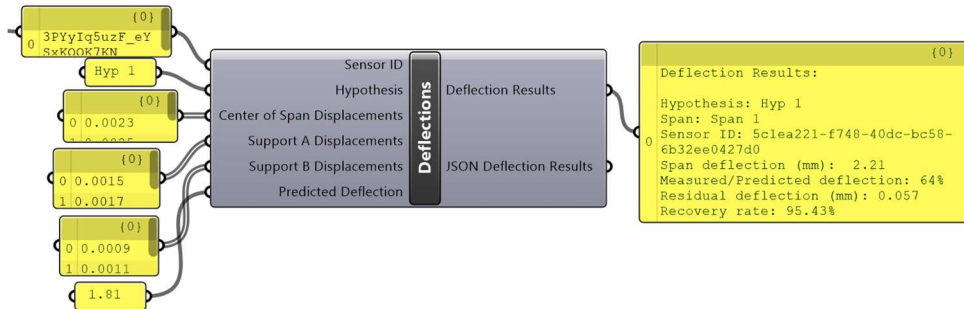 {0}
0 3PYyIq5uzF_eY
SxKOOK7KN
Hyp 1
{0}
0 0.0023
{0}
0 0.0015
1 0.0017
{0}
0 0.0009
1 0.0011
1.81
Sensor ID
Hypothesis
Center of Span Displacements
Support A Displacements
Support B Displacements
Predicted Deflection
Deflections
Deflection Results
JSON Deflection Results
{0}
Deflection Results:
0
Hypothesis: Hyp 1
Span: Span 1
Sensor ID: 5c1ea221-f748-40dc-bc58-
6b32ee0427d0
Span deflection (mm): 2.21
Measured/Predicted deflection: 64%
Residual deflection (mm): 0.057
Recovery rate: 95.43%